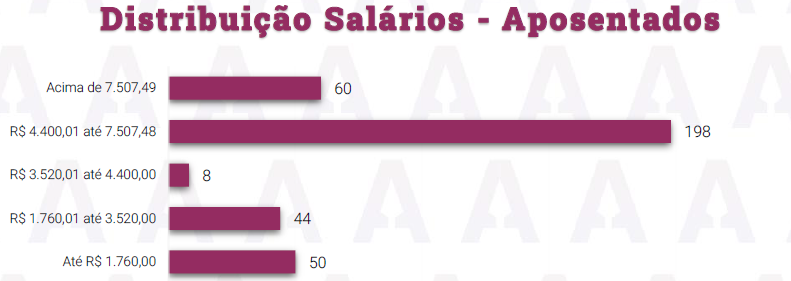 Distribuição Salários - Aposentados
Acima de 7.507,49 60
R$ 4.400,01 até 7.507,48 198
R$ 3.520,01 até 4.400,00 8
R$ 1.760,01 até 3.520,00 44
Até R$ 1.760,00 50